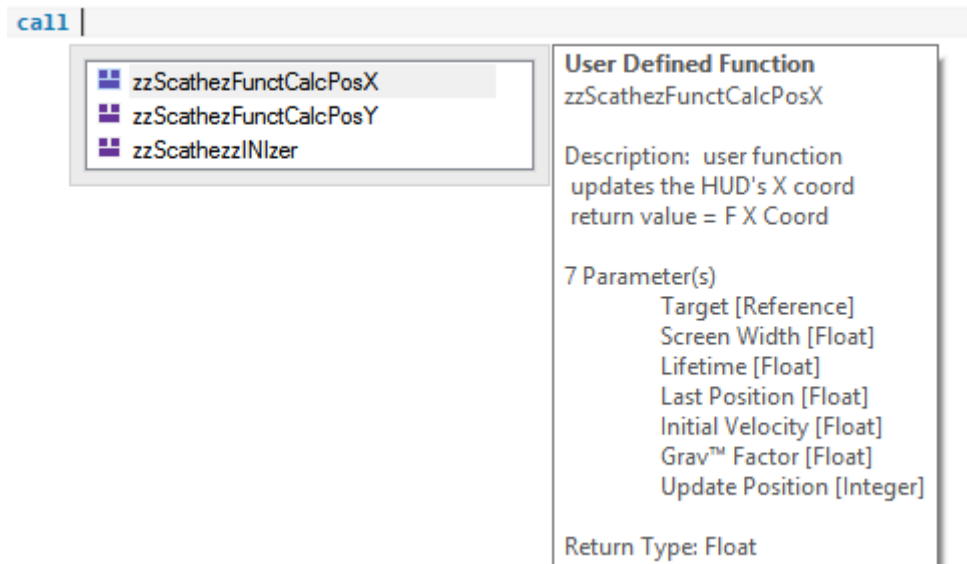 call
zzScathezFunctCalcPosX
zzScathezFunctCalcPosY
zzScathezzINIzer
User Defined Function
zzScathezFunctCalcPosX
Description:  user function
updates the HUD's X coord
return value = F X Coord
7 Parameter(s)
Target [Reference]
Screen Width [Float]
Lifetime [Float]
Last Position [Float]
Initial Velocity [Float]
Grav™ Factor [Float]
Update Position [Integer]
Return Type: Float